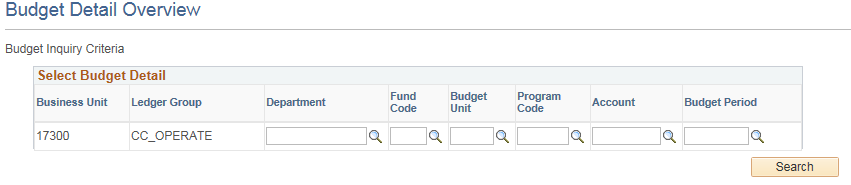 Budget Detail Overview
Budget Inquiry Criteria
Select Budget Detail
Business Unit Ledger Group Department Fund Code Budget Unit Program Code Account Budget Period
17300 CC_OPERATE
Search